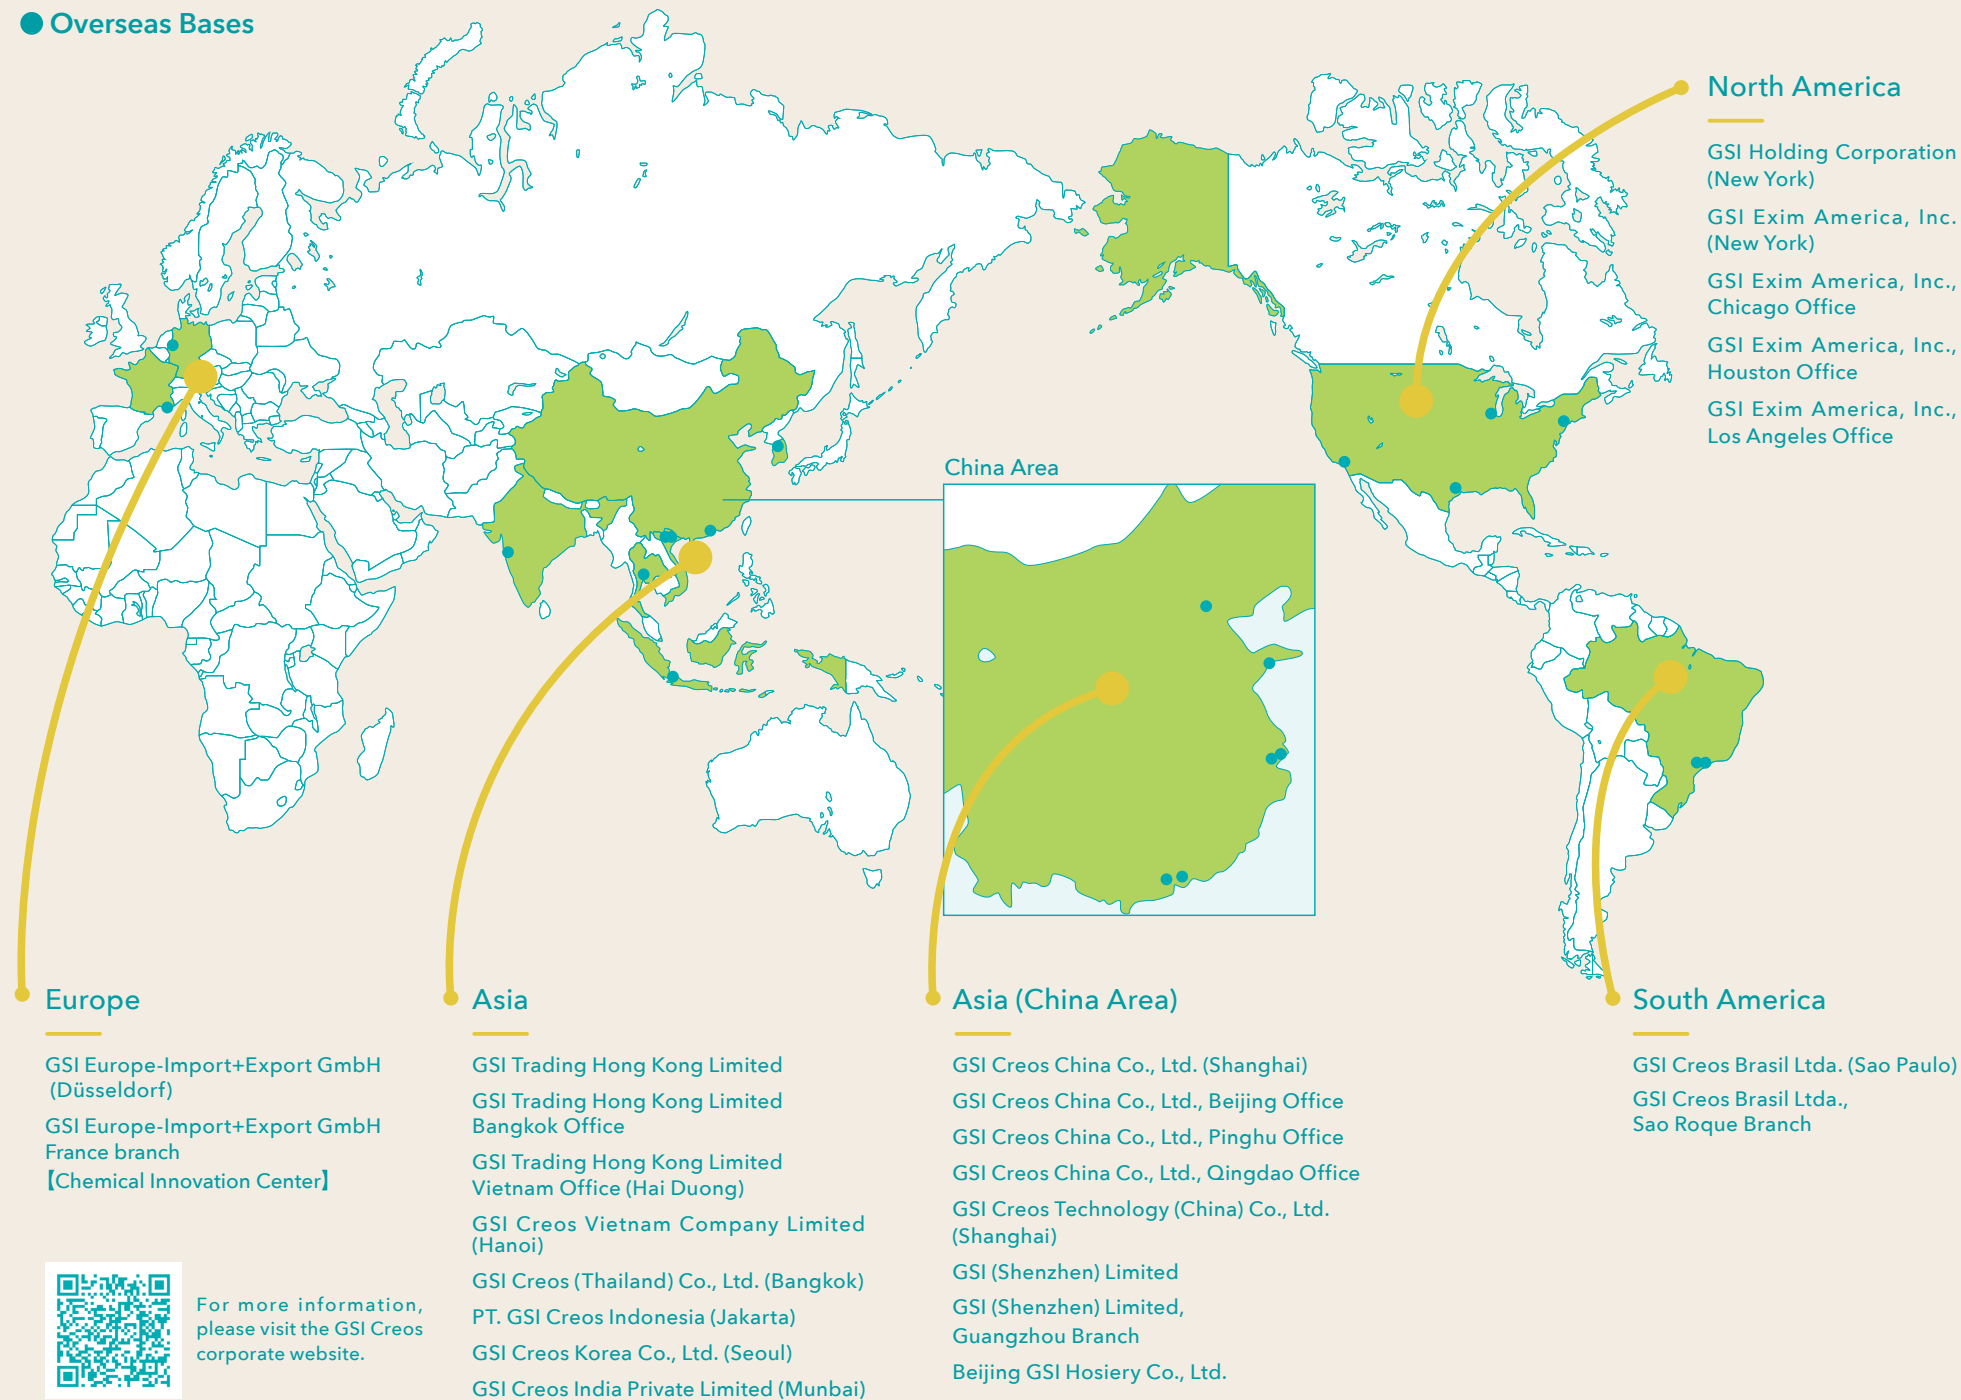 Overseas Bases
North America
GSI Holding Corporation
(New York)
GSI Exim America, Inc.
(New York)
GSI Exim America, Inc.,
Chicago Office
GSI Exim America, Inc.,
Houston Office
GSI Exim America, Inc.,
Los Angeles Office
China Area
Europe
GSI Europe-Import+Export GmbH
(Düsseldorf)
GSI Europe-Import+Export GmbH
France branch
【Chemical Innovation Center】
For more information,
please visit the GSI Creos
corporate website.
Asia
GSI Trading Hong Kong Limited
GSI Trading Hong Kong Limited
Bangkok Office
GSI Trading Hong Kong Limited
Vietnam Office (Hai Duong)
GSI Creos Vietnam Company Limited
(Hanoi)
GSI Creos (Thailand) Co., Ltd. (Bangkok)
PT. GSI Creos Indonesia (Jakarta)
GSI Creos Korea Co., Ltd. (Seoul)
GSI Creos India Private Limited (Munbai)
Asia (China Area)
GSI Creos China Co., Ltd. (Shanghai)
GSI Creos China Co., Ltd., Beijing Office
GSI Creos China Co., Ltd., Pinghu Office
GSI Creos China Co., Ltd., Qingdao Office
GSI Creos Technology (China) Co., Ltd.
(Shanghai)
GSI (Shenzhen) Limited
GSI (Shenzhen) Limited,
Guangzhou Branch
Beijing GSI Hosiery Co., Ltd.
South America
GSI Creos Brasil Ltda. (Sao Paulo)
GSI Creos Brasil Ltda.,
Sao Roque Branch